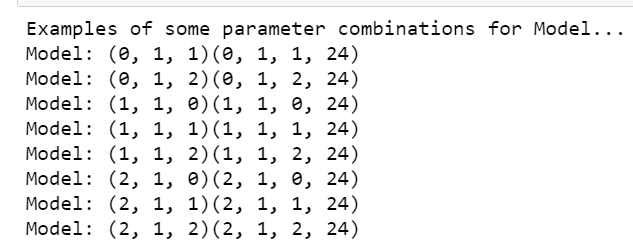 Examples of some parameter combinations for Model...
Model: (0, 1, 1)(0, 1, 1, 24)
Model: (0, 1, 2)(0, 1, 2, 24)
Model: (1, 1, 0)(1, 1, 0, 24)
Model: (1, 1, 1)(1, 1, 1, 24)
Model: (1, 1, 2)(1, 1, 2, 24)
Model: (2, 1, 0)(2, 1, 0, 24)
Model: (2, 1, 1)(2, 1, 1, 24)
Model: (2, 1, 2)(2, 1, 2, 24)